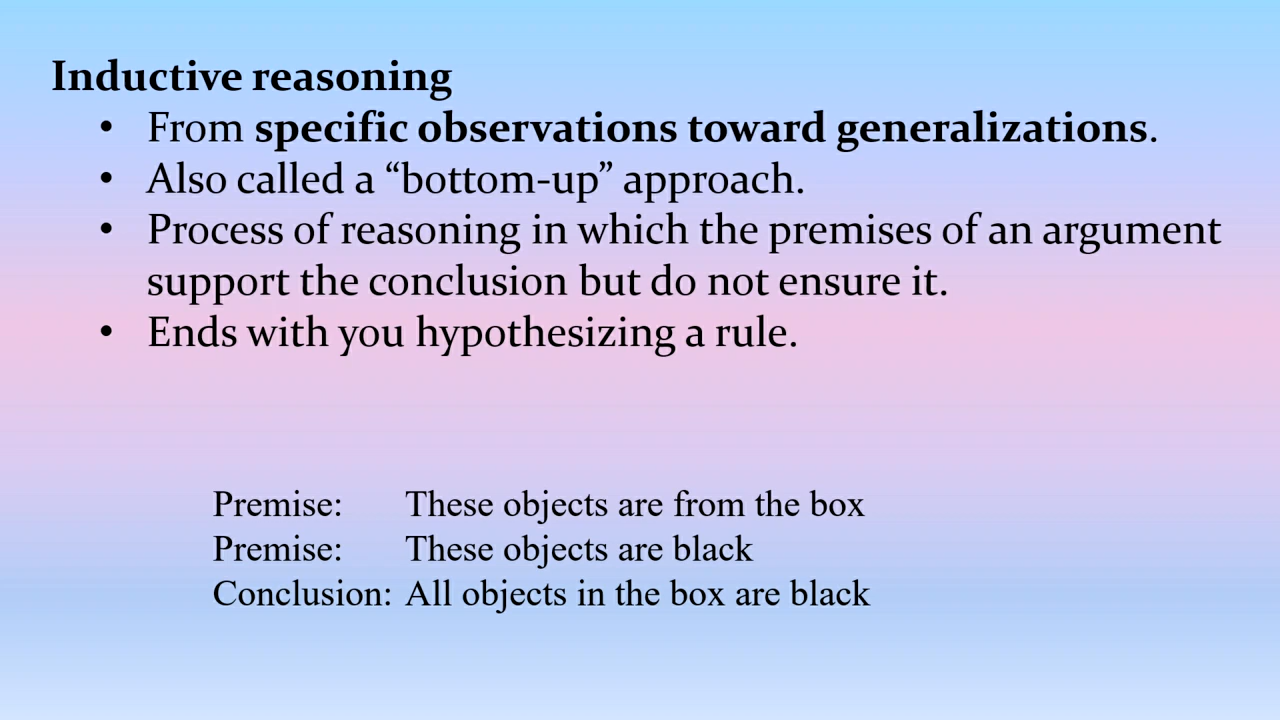 Inductive reasoning
• From specific observations toward generalizations.
• Also called a “bottom-up” approach.
• Process of reasoning in which the premises of an argument
support the conclusion but do not ensure it.
• Ends with you hypothesizing a rule.
Premise: These objects are from the box
Premise: These objects are black
Conclusion: All objects in the box are black